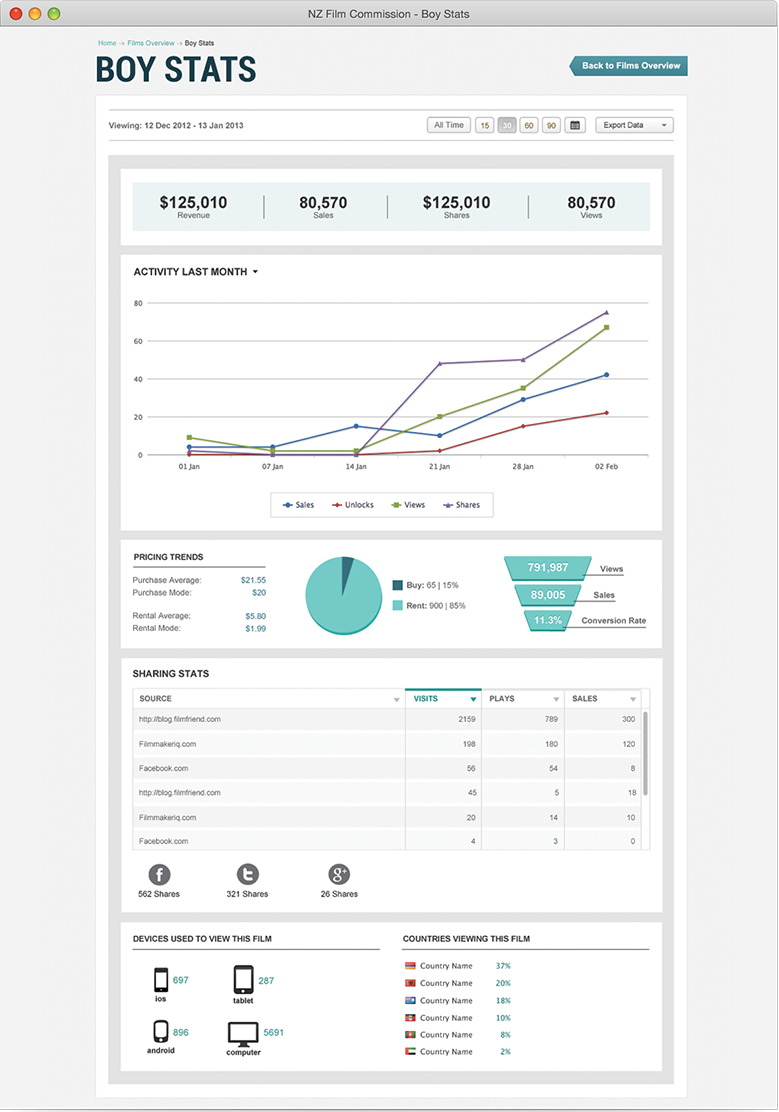 NZ Film Commission - Boy Stats
Home -> Films Overview -> Boy Stats
BOY STATS
Back to Films Overview
Viewing: 12 Dec 2012 - 13 Jan 2013
All Time 15 30 60 90 Export Data
$125,010 80,570 $125,010 80,570
Revenue Sales Shares Views
ACTIVITY LAST MONTH
80
60
40
20
0
01 Jan 07 Jan 14 Jan 21 Jan 28 Jan 02 Feb
Sales Unlocks Views Shares
PRICING TRENDS
Purchase Average: $21.55
Purchase Mode: $20
Rental Average: $5.80
Rental Mode: $1.99
Buy: 65 | 15%
Rent: 900 | 85%
791,987 Views
89,005 Sales
11.3% Conversion Rate
SHARING STATS
SOURCE VISITS PLAYS SALES
http://blog.filmfriend.com 2159 789 300
Filmmakeriq.com 198 180 120
Facebook.com 56 54 8
http://blog.filmfriend.com 45 5 18
Filmmakeriq.com 20 14 10
Facebook.com 4 3 0
f t g+
562 Shares 321 Shares 26 Shares
DEVICES USED TO VIEW THIS FILM
697 287
ios tablet
896 5691
android computer
COUNTRIES VIEWING THIS FILM
Country Name 37%
Country Name 20%
Country Name 18%
Country Name 10%
Country Name 8%
Country Name 2%